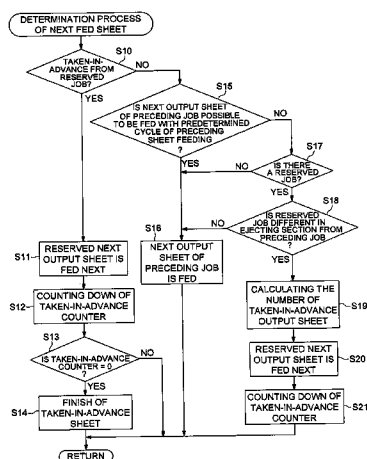 DETERMINATION PROCESS
OF NEXT FED SHEET
S10
TAKEN-IN-
ADVANCE FROM
RESERVED
JOB?
NO
YES
S15
IS NEXT OUTPUT SHEET
OF PRECEDING JOB POSSIBLE
TO BE FED WITH PREDETERMINED
CYCLE OF PRECEDING
SHEET FEEDING
?
NO
YES
S17
IS THERE
A RESERVED
JOB?
NO
YES
S18
IS RESERVED
JOB DIFFERENT IN
EJECTING SECTION FROM
PRECEDING JOB
?
NO
YES
S16
NEXT OUTPUT
SHEET OF
PRECEDING JOB
IS FED
S11
RESERVED NEXT
OUTPUT SHEET IS
FED NEXT
S12
COUNTING DOWN OF
TAKEN-IN-ADVANCE
COUNTER
S13
IS TAKEN-IN-ADVANCE
COUNTER = 0
?
NO
YES
S14
FINISH OF
TAKEN-IN-ADVANCE
SHEET
CALCULATING THE
NUMBER OF
TAKEN-IN-ADVANCE
OUTPUT SHEET
S19
RESERVED NEXT
OUTPUT SHEET IS
FED NEXT
S20
COUNTING DOWN OF
TAKEN-IN-ADVANCE
COUNTER
S21
RETURN